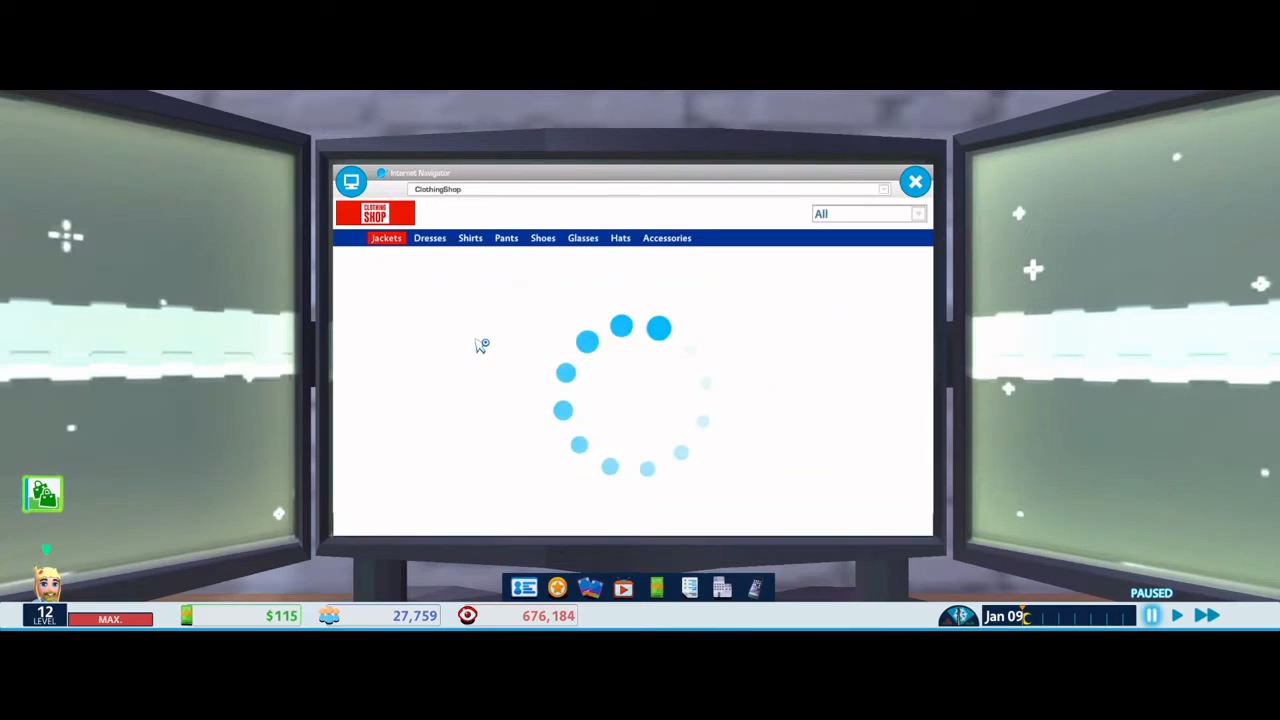 Internet Navigator
ClothingShop
CLOTHING
SHOP
All
Jackets Dresses Shirts Pants Shoes Glasses Hats Accessories
PAUSED
12
LEVEL
MAX.
$115
27,759
676,184
Jan 09